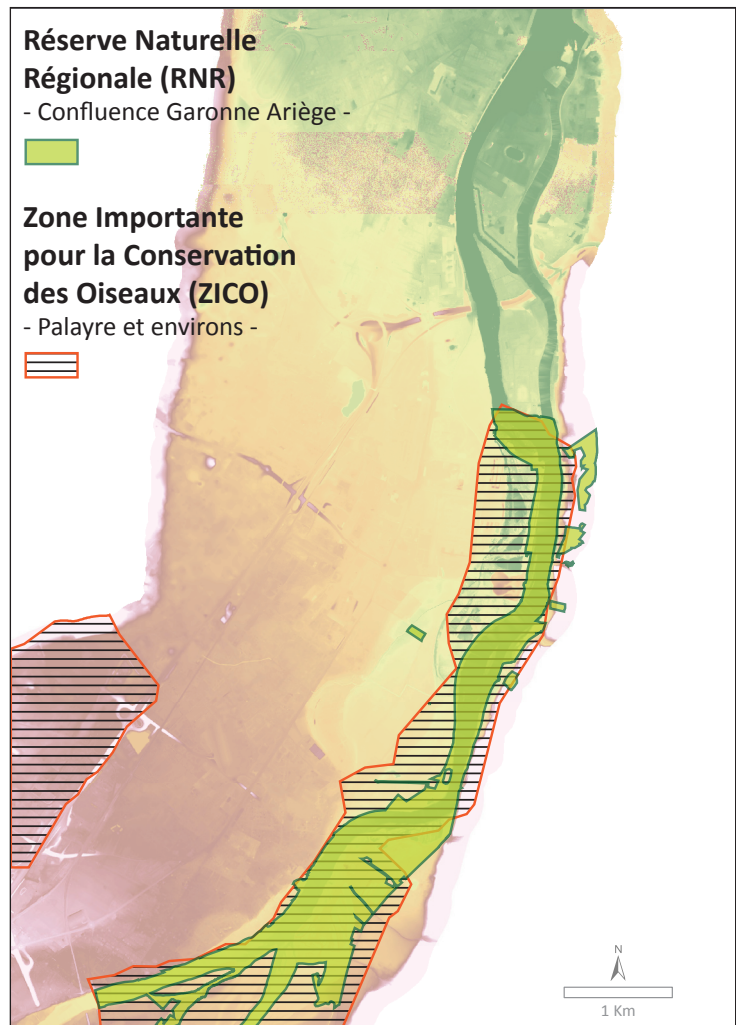 Réserve Naturelle
Régionale (RNR)
- Confluence Garonne Ariège -
Zone Importante
pour la Conservation
des Oiseaux (ZICO)
- Palayre et environs -
N
1 Km